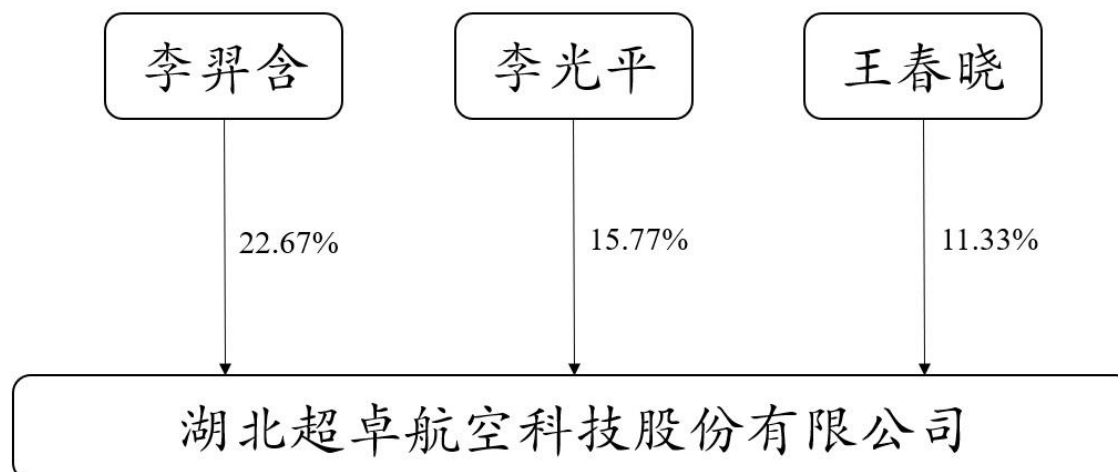 李羿含
李光平
王春晓
22.67%
15.77%
11.33%
湖北超卓航空科技股份有限公司